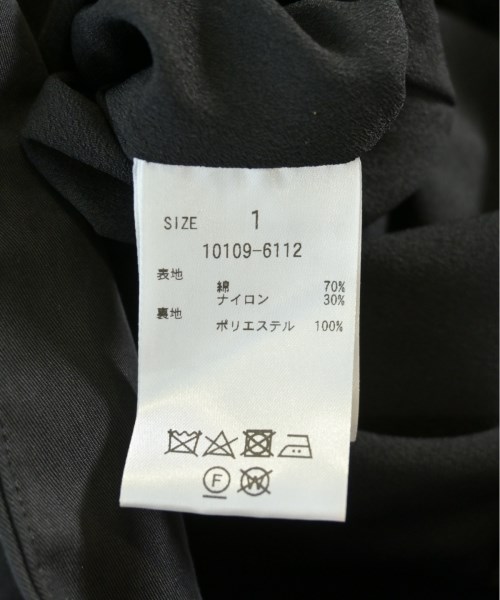 SIZE 1
10109-6112
表地
綿 70%
ナイロン 30%
裏地
ポリエステル 100%
F W